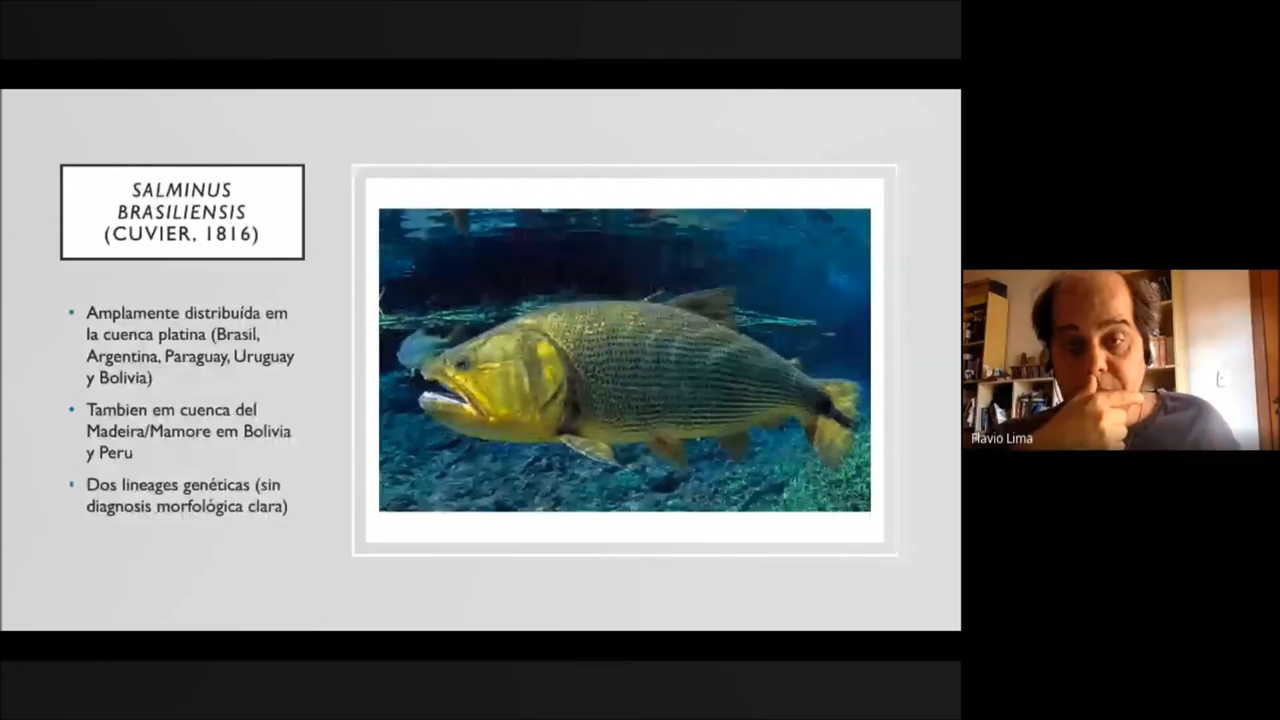 SALMINUS
BRASILIENSIS
(CUVIER, 1816)
• Amplamente distribuída em
la cuenca platina (Brasil,
Argentina, Paraguay, Uruguay
y Bolivia)
• Tambien em cuenca del
Madeira/Mamore em Bolivia
y Peru
• Dos lineages genéticas (sin
diagnosis morfológica clara)
Flavio Lima